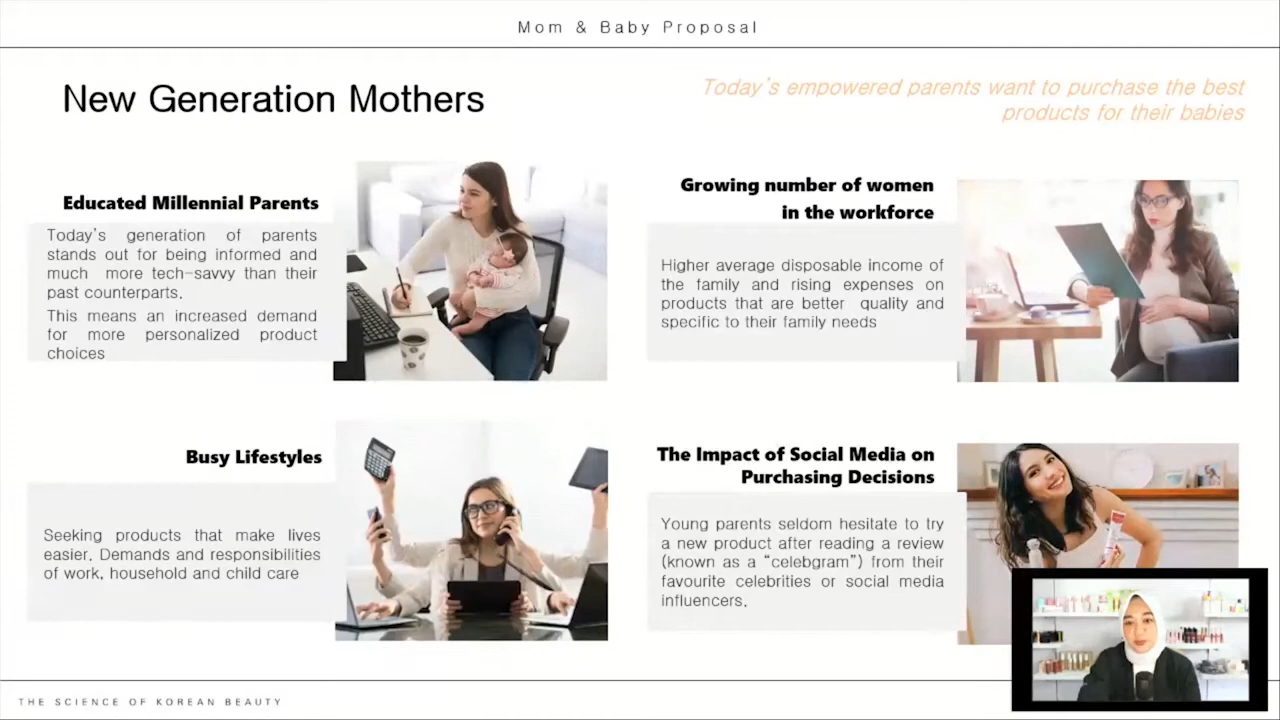 Mom & Baby Proposal
New Generation Mothers
Today's empowered parents want to purchase the best
products for their babies
Educated Millennial Parents
Today's generation of parents
stands out for being informed and
much more tech-savvy than their
past counterparts.
This means an increased demand
for more personalized product
choices
Growing number of women
in the workforce
Higher average disposable income of
the family and rising expenses on
products that are better quality and
specific to their family needs
Busy Lifestyles
Seeking products that make lives
easier. Demands and responsibilities
of work, household and child care
The Impact of Social Media on
Purchasing Decisions
Young parents seldom hesitate to try
a new product after reading a review
(known as a “celebgram”) from their
favourite celebrities or social media
influencers.
THE SCIENCE OF KOREAN BEAUTY